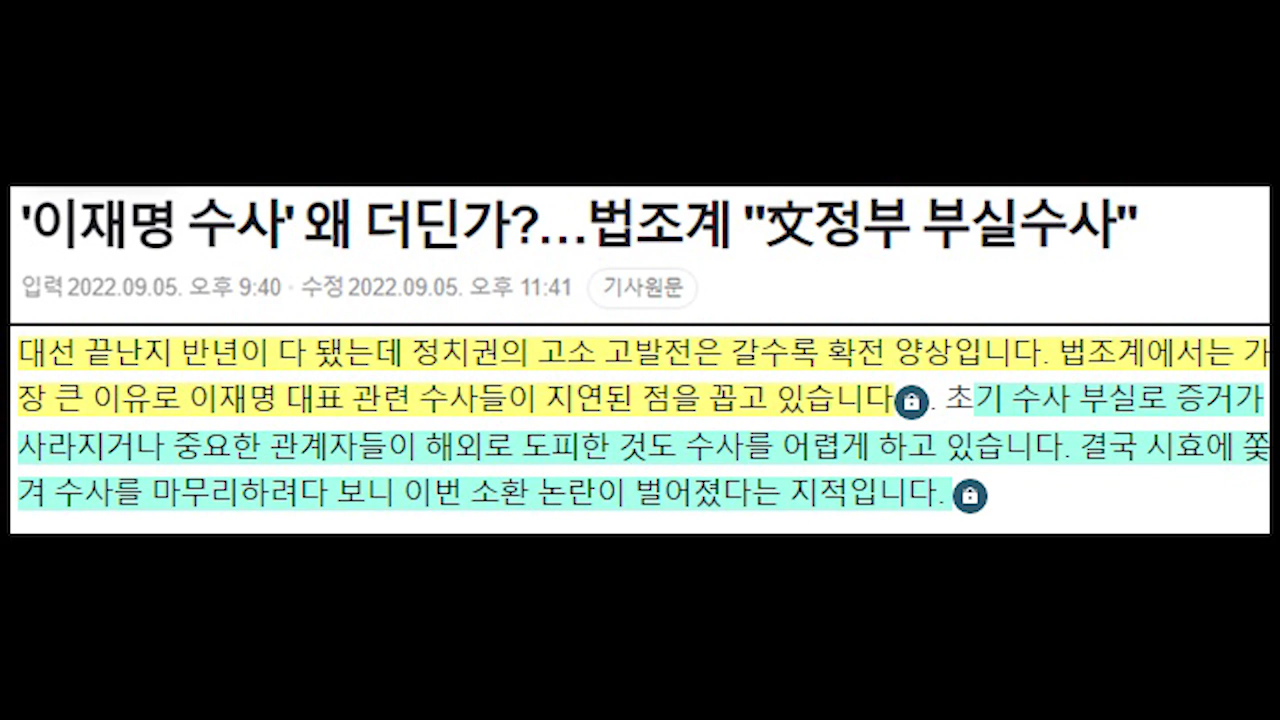 '이재명 수사' 왜 더딘가?…법조계 "文정부 부실수사"
입력 2022.09.05. 오후 9:40 · 수정 2022.09.05. 오후 11:41 기사원문
대선 끝난지 반년이 다 됐는데 정치권의 고소 고발전은 갈수록 확전 양상입니다. 법조계에서는 가
장 큰 이유로 이재명 대표 관련 수사들이 지연된 점을 꼽고 있습니다. 초기 수사 부실로 증거가
사라지거나 중요한 관계자들이 해외로 도피한 것도 수사를 어렵게 하고 있습니다. 결국 시효에 쫓
겨 수사를 마무리하려다 보니 이번 소환 논란이 벌어졌다는 지적입니다.